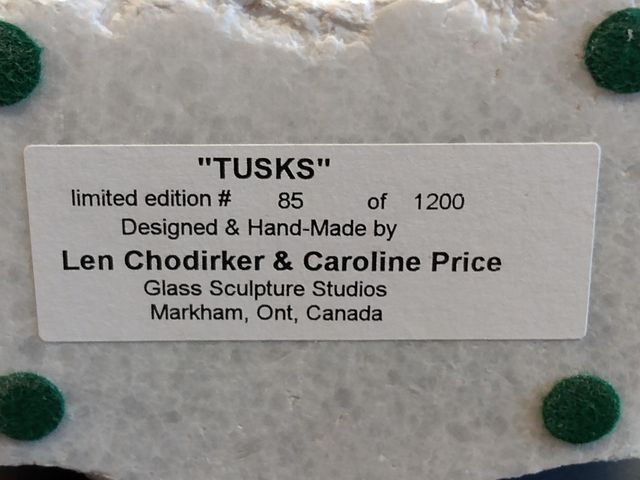 "TUSKS"
limited edition # 85 of 1200
Designed & Hand-Made by
Len Chodirker & Caroline Price
Glass Sculpture Studios
Markham, Ont, Canada